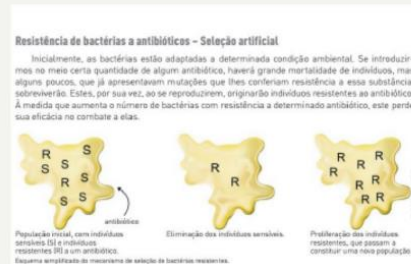 Resistência de bactérias a antibióticos – Seleção artificial
Inicialmente, as bactérias estão adaptadas a determinada condição ambiental. Se introduzir-
mos no meio certa quantidade de algum antibiótico, haverá grande mortalidade de indivíduos, mas
alguns poucos, que já apresentavam mutações que lhes conferiam resistência a essa substância,
sobreviverão. Estes, por sua vez, ao se reproduzirem, originarão indivíduos resistentes ao antibiótico.
À medida que aumenta o número de bactérias com resistência a determinado antibiótico, este perde
sua eficácia no combate a elas.
R S S
S S
R S
S S
antibiótico
R
R
R R R
R R
R R
R
População inicial, com indivíduos
sensíveis (S) e indivíduos
resistentes (R) a um antibiótico.
Eliminação dos indivíduos sensíveis.
Proliferação dos indivíduos
resistentes, que passam a
constituir uma nova população.
Esquema simplificado do mecanismo de seleção de bactérias resistentes.